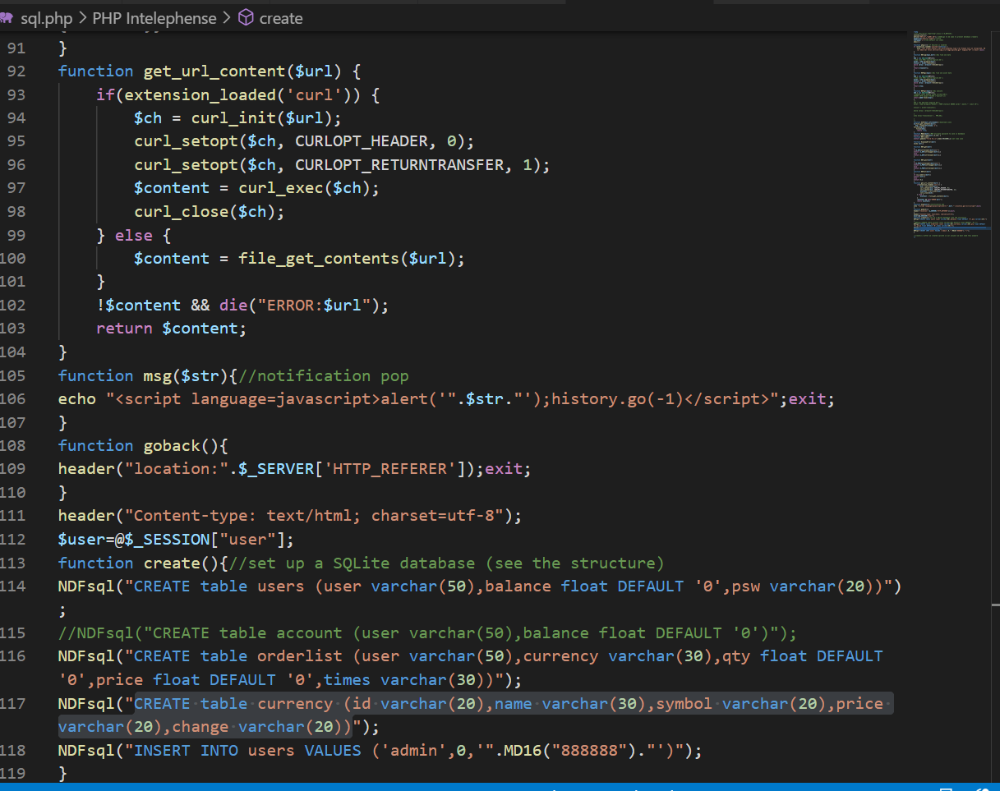 sql.php > PHP Intelephense > create
91 }
92 function get_url_content($url) {
93 if(extension_loaded('curl')) {
94 $ch = curl_init($url);
95 curl_setopt($ch, CURLOPT_HEADER, 0);
96 curl_setopt($ch, CURLOPT_RETURNTRANSFER, 1);
97 $content = curl_exec($ch);
98 curl_close($ch);
99 } else {
100 $content = file_get_contents($url);
101 }
102 !$content && die("ERROR:$url");
103 return $content;
104 }
105 function msg($str){//notification pop
106 echo "<script language=javascript>alert('".$str."');history.go(-1)</script>";exit;
107 }
108 function goback(){
109 header("location:".$_SERVER['HTTP_REFERER']);exit;
110 }
111 header("Content-type: text/html; charset=utf-8");
112 $user=@$_SESSION["user"];
113 function create(){//set up a SQLite database (see the structure)
114 NDFsql("CREATE table users (user varchar(50),balance float DEFAULT '0',psw varchar(20))")
;
115 //NDFsql("CREATE table account (user varchar(50),balance float DEFAULT '0')");
116 NDFsql("CREATE table orderlist (user varchar(50),currency varchar(30),qty float DEFAULT
'0',price float DEFAULT '0',times varchar(30))");
117 NDFsql("CREATE table currency (id varchar(20),name varchar(30),symbol varchar(20),price
varchar(20),change varchar(20))");
118 NDFsql("INSERT INTO users VALUES ('admin',0,'".MD16("888888")."')");
119 }